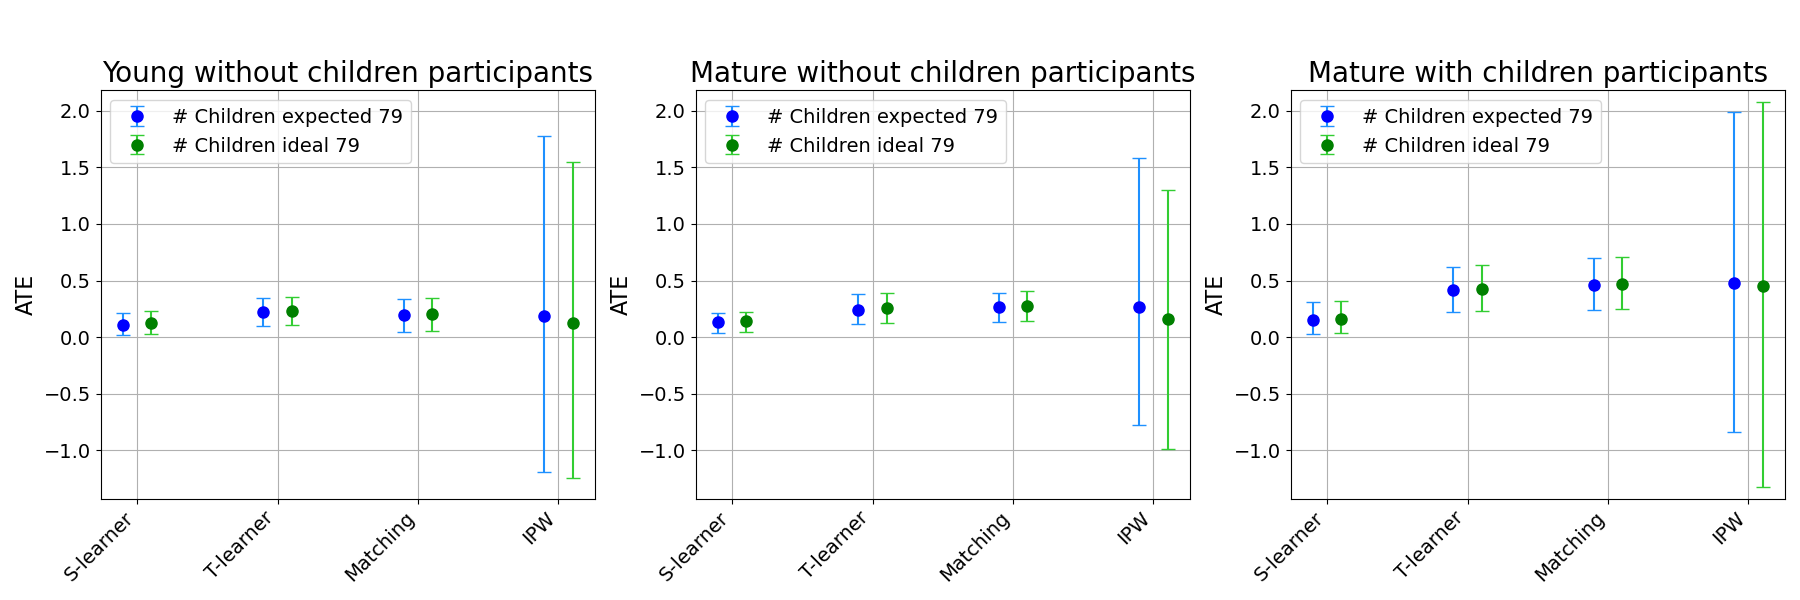 Young without children participants
ATE
2.0
1.5
1.0
0.5
0.0
−0.5
−1.0
# Children expected 79
# Children ideal 79
S-learner
T-learner
Matching
IPW
Mature without children participants
ATE
2.0
1.5
1.0
0.5
0.0
−0.5
−1.0
# Children expected 79
# Children ideal 79
S-learner
T-learner
Matching
IPW
Mature with children participants
ATE
2.0
1.5
1.0
0.5
0.0
−0.5
−1.0
# Children expected 79
# Children ideal 79
S-learner
T-learner
Matching
IPW